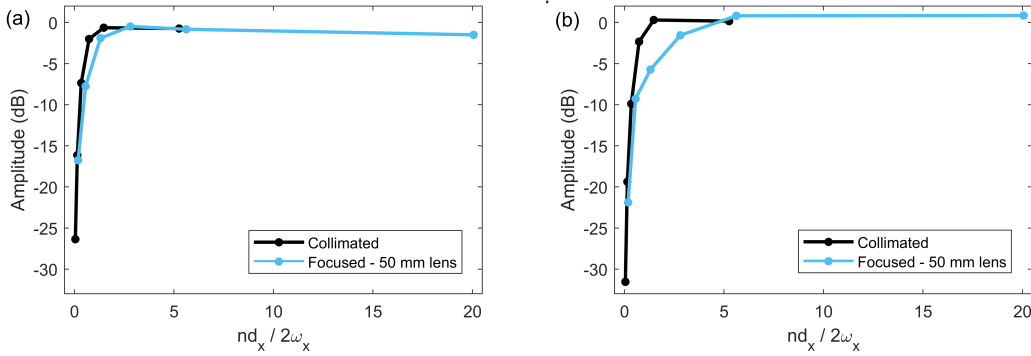 (a)
0
-5
-10
-15
-20
-25
-30
Amplitude (dB)
Collimated
Focused - 50 mm lens
0 5 10 15 20
nd_x / 2ω_x
(b)
0
-5
-10
-15
-20
-25
-30
Amplitude (dB)
Collimated
Focused - 50 mm lens
0 5 10 15 20
nd_x / 2ω_x